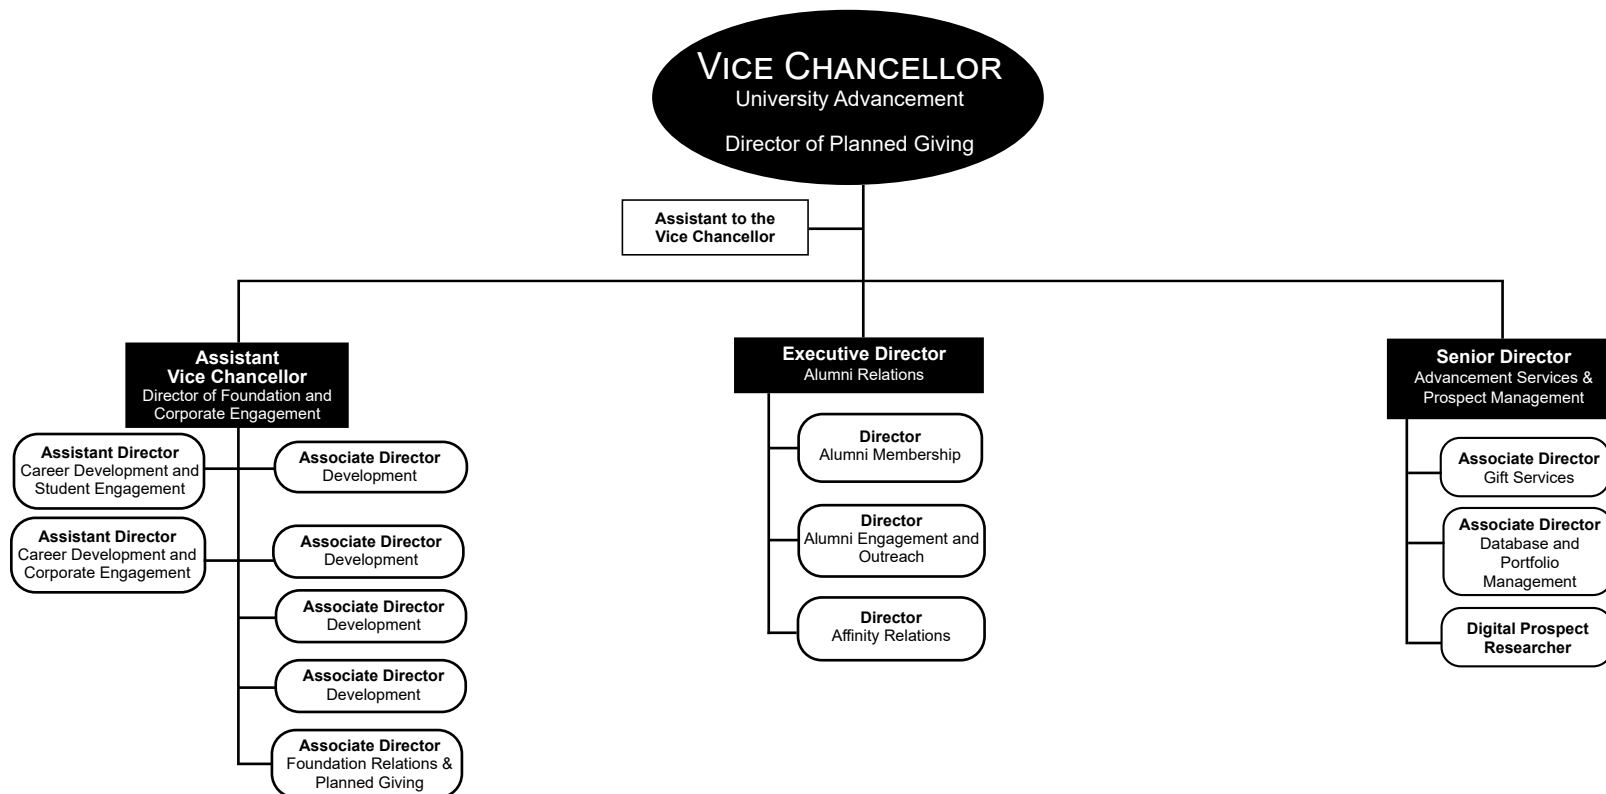 VICE CHANCELLOR
University Advancement
Director of Planned Giving
Assistant to the
Vice Chancellor
Assistant
Vice Chancellor
Director of Foundation and
Corporate Engagement
Assistant Director
Career Development and
Student Engagement
Assistant Director
Career Development and
Corporate Engagement
Associate Director
Development
Associate Director
Development
Associate Director
Development
Associate Director
Development
Associate Director
Foundation Relations &
Planned Giving
Executive Director
Alumni Relations
Director
Alumni Membership
Director
Alumni Engagement and
Outreach
Director
Affinity Relations
Senior Director
Advancement Services &
Prospect Management
Associate Director
Gift Services
Associate Director
Database and
Portfolio
Management
Digital Prospect
Researcher